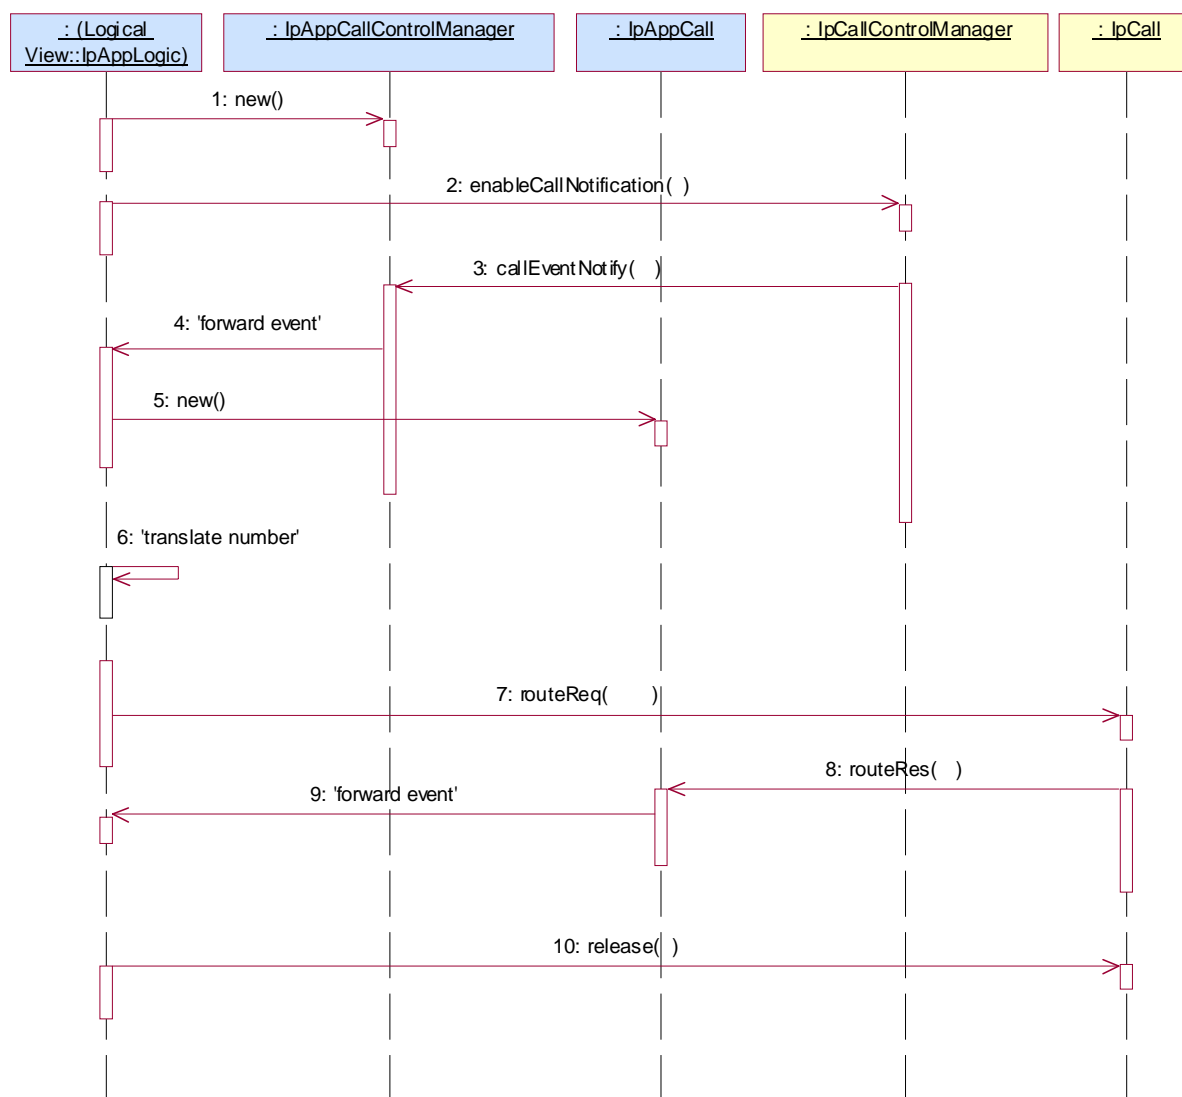 : (Logical
View::IpAppLogic)
: IpAppCallControlManager
: IpAppCall
: IpCallControlManager
: IpCall
1: new()
2: enableCallNotification(  )
3: callEventNotify(   )
4: 'forward event'
5: new()
6: 'translate number'
7: routeReq(        )
8: routeRes(   )
9: 'forward event'
10: release(  )